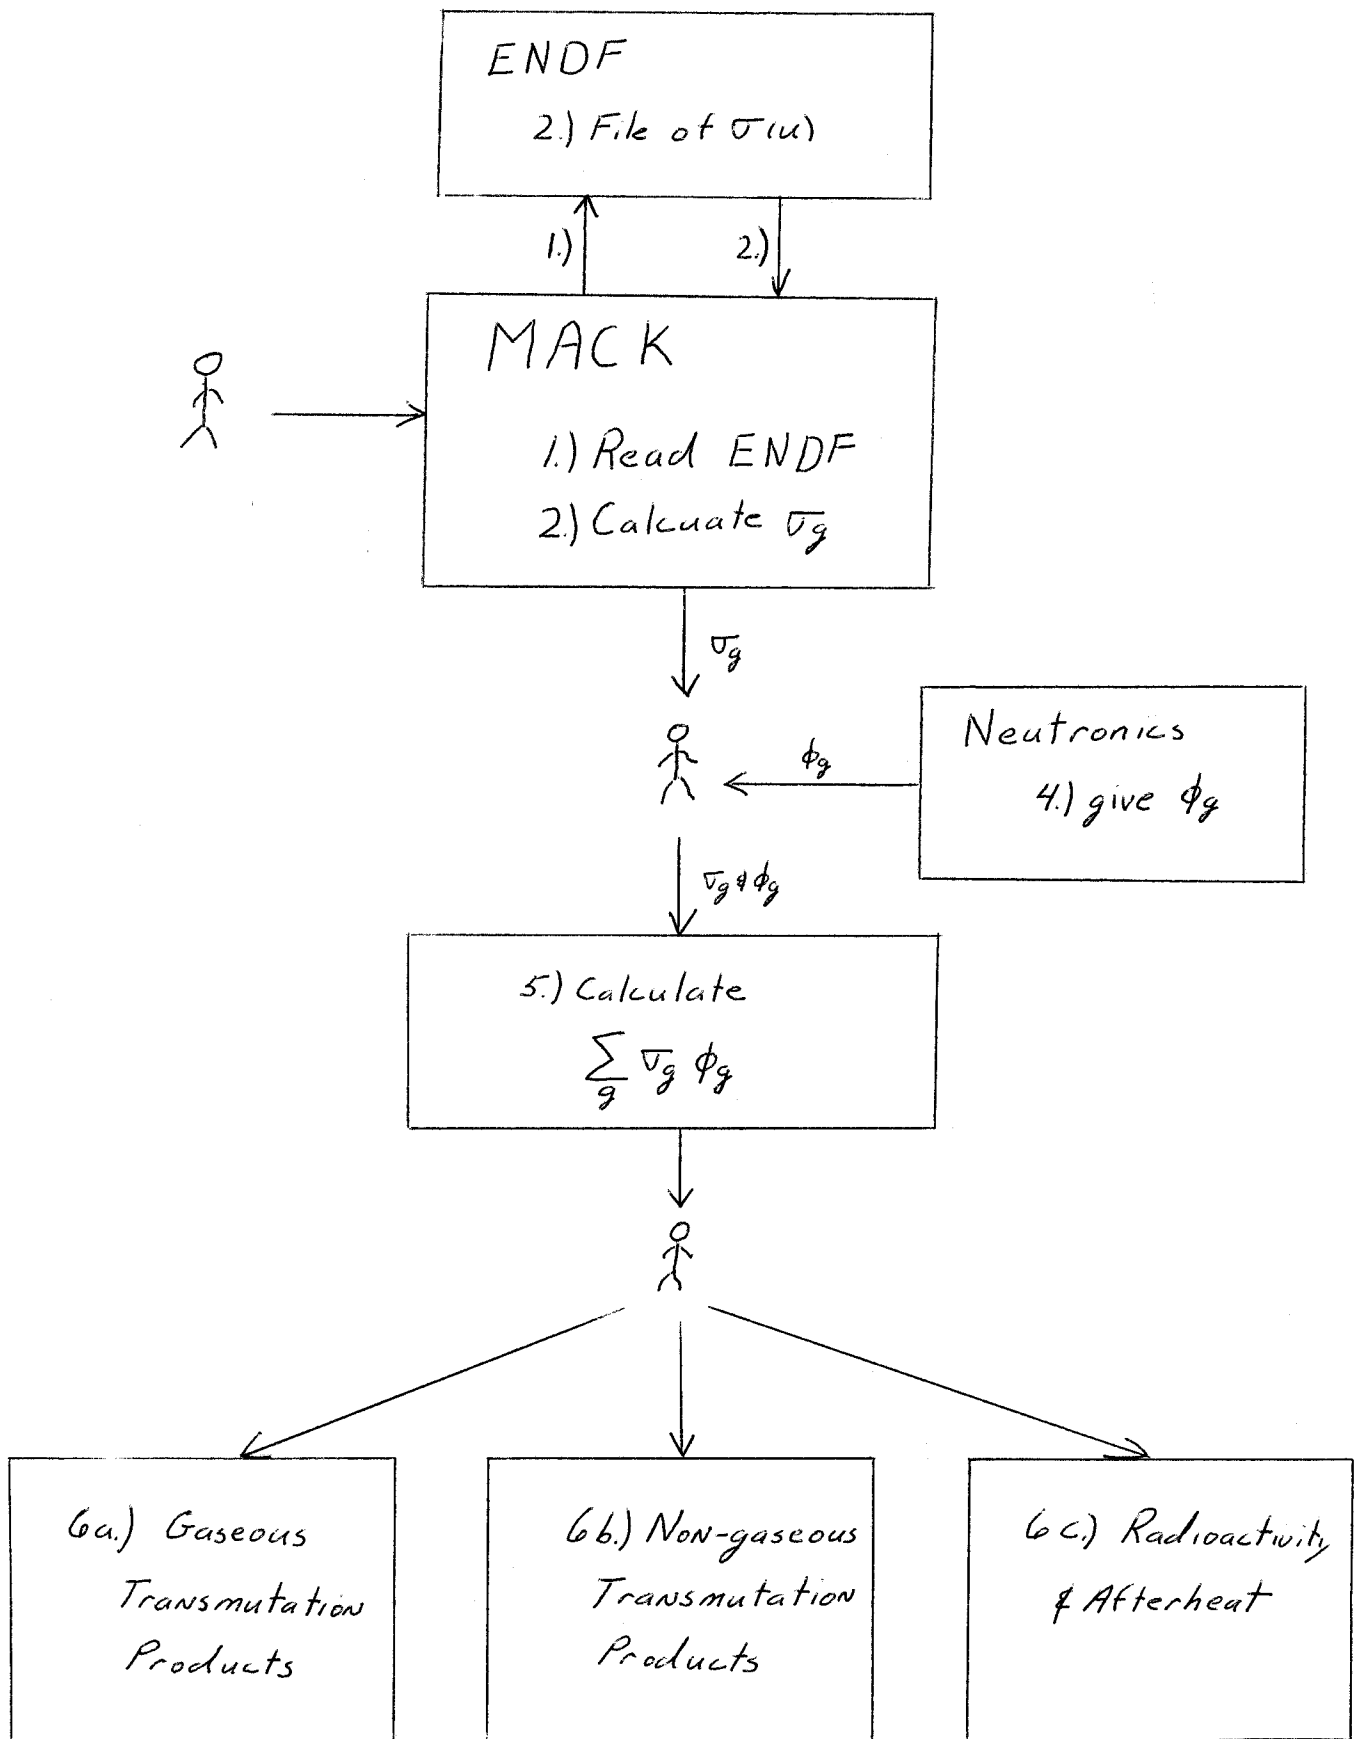 ENDF
2.) File of σ(u)
1.)
2.)
MACK
1.) Read ENDF
2.) Calcuate σg
σg
ϕg
Neutronics
4.) give ϕg
σg & ϕg
5.) Calculate
∑g σg ϕg
6a.) Gaseous
Transmutation
Products
6b.) Non-gaseous
Transmutation
Products
6c.) Radioactivity
& Afterheat